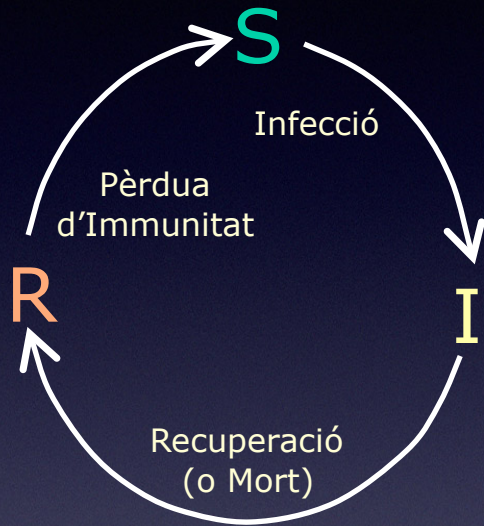 S
Infecció
Pèrdua
d'Immunitat
R
I
Recuperació
(o Mort)